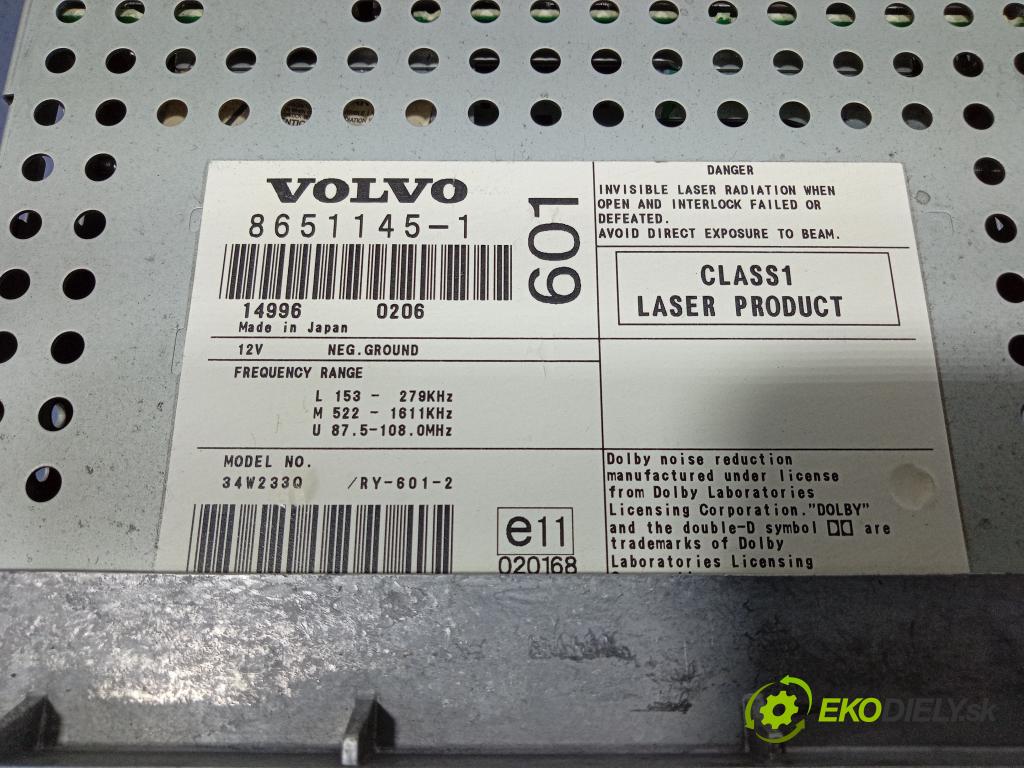 VOLVO
8651145-1
601
14996 0206
Made in Japan
12V NEG.GROUND
FREQUENCY RANGE
L 153 - 279KHz
M 522 - 1611KHz
U 87.5-108.0MHz
MODEL NO.
34W233Q /RY-601-2
e11
020168
DANGER
INVISIBLE LASER RADIATION WHEN
OPEN AND INTERLOCK FAILED OR
DEFEATED.
AVOID DIRECT EXPOSURE TO BEAM.
CLASS1
LASER PRODUCT
Dolby noise reduction
manufactured under license
from Dolby Laboratories
Licensing Corporation."DOLBY"
and the double-D symbol are
trademarks of Dolby
Laboratories Licensing
EKODIELY.sk